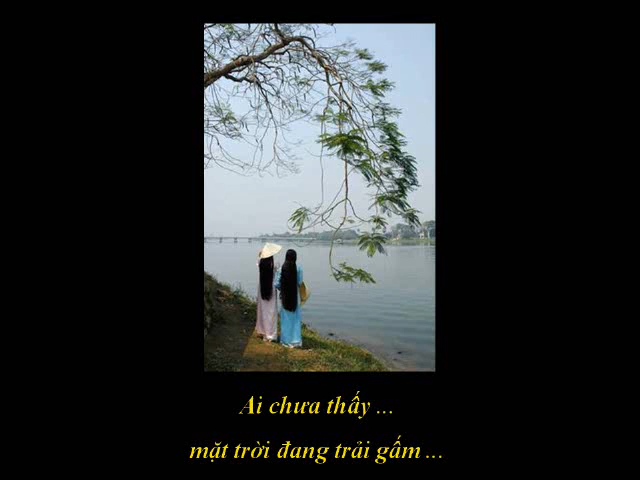 Ai chưa thấy ...
mặt trời đang trải gấm ...